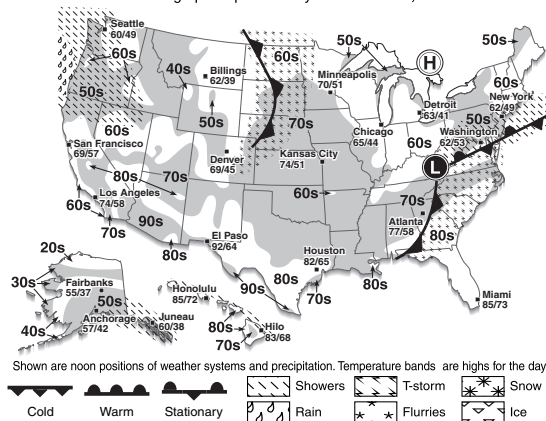 Seattle
60/49
50s
50s
60s
60s
40s
Billings
62/39
Minneapolis
70/51
H
60s
50s
New York
62/49
Detroit
63/41
50s
Washington
62/53
50s
70s
60s
San Francisco
69/57
Chicago
65/44
60s
Denver
69/45
Kansas City
74/51
L
80s
70s
Los Angeles
74/58
60s
70s
60s
70s
Atlanta
77/58
90s
80s
El Paso
92/64
80s
Houston
82/65
80s
90s
70s
80s
20s
30s
Fairbanks
55/37
50s
Anchorage
57/42
40s
Juneau
60/38
Honolulu
85/72
80s
70s
Hilo
83/68
Miami
85/73
Shown are noon positions of weather systems and precipitation. Temperature bands are highs for the day
Cold
Warm
Stationary
Showers
Rain
T-storm
Flurries
Snow
Ice